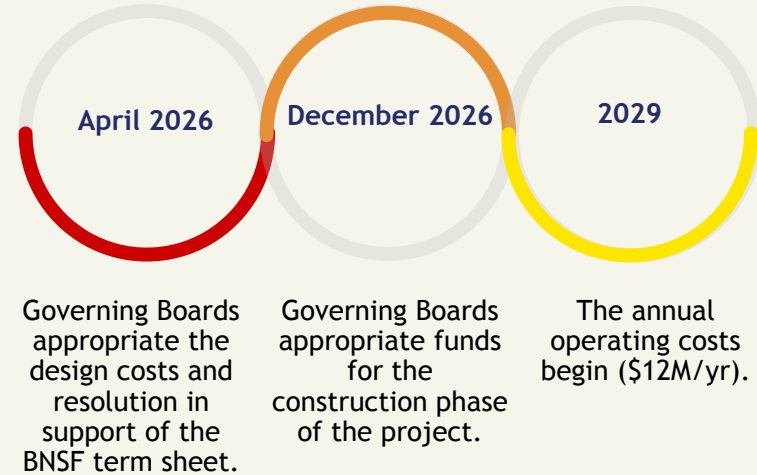 April 2026
Governing Boards
appropriate the
design costs and
resolution in
support of the
BNSF term sheet.
December 2026
Governing Boards
appropriate funds
for the
construction phase
of the project.
2029
The annual
operating costs
begin ($12M/yr).